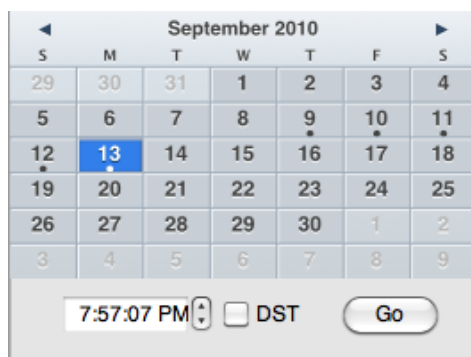 September 2010
S M T W T F S
29 30 31 1 2 3 4
5 6 7 8 9 10 11
12 13 14 15 16 17 18
19 20 21 22 23 24 25
26 27 28 29 30 1 2
3 4 5 6 7 8 9
7:57:07 PM DST Go